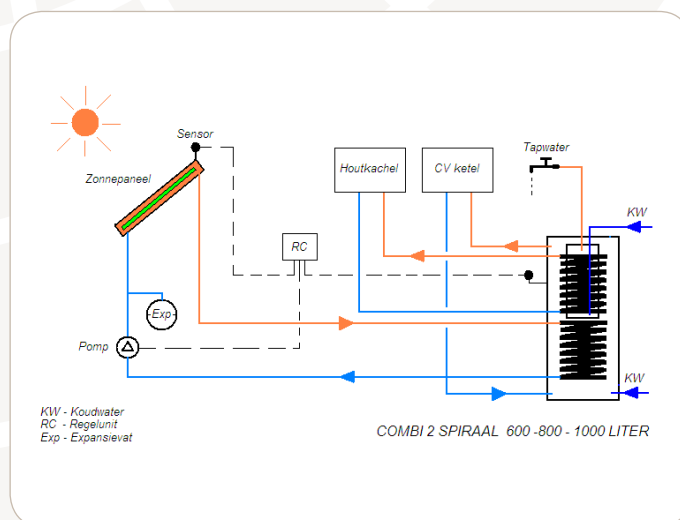 Sensor
Zonnepaneel
Houtkachel
CV ketel
Tapwater
KW
RC
Exp
Pomp
KW
KW - Koudwater
RC - Regelunit
Exp - Expansievat
COMBI 2 SPIRAAL 600 -800 - 1000 LITER